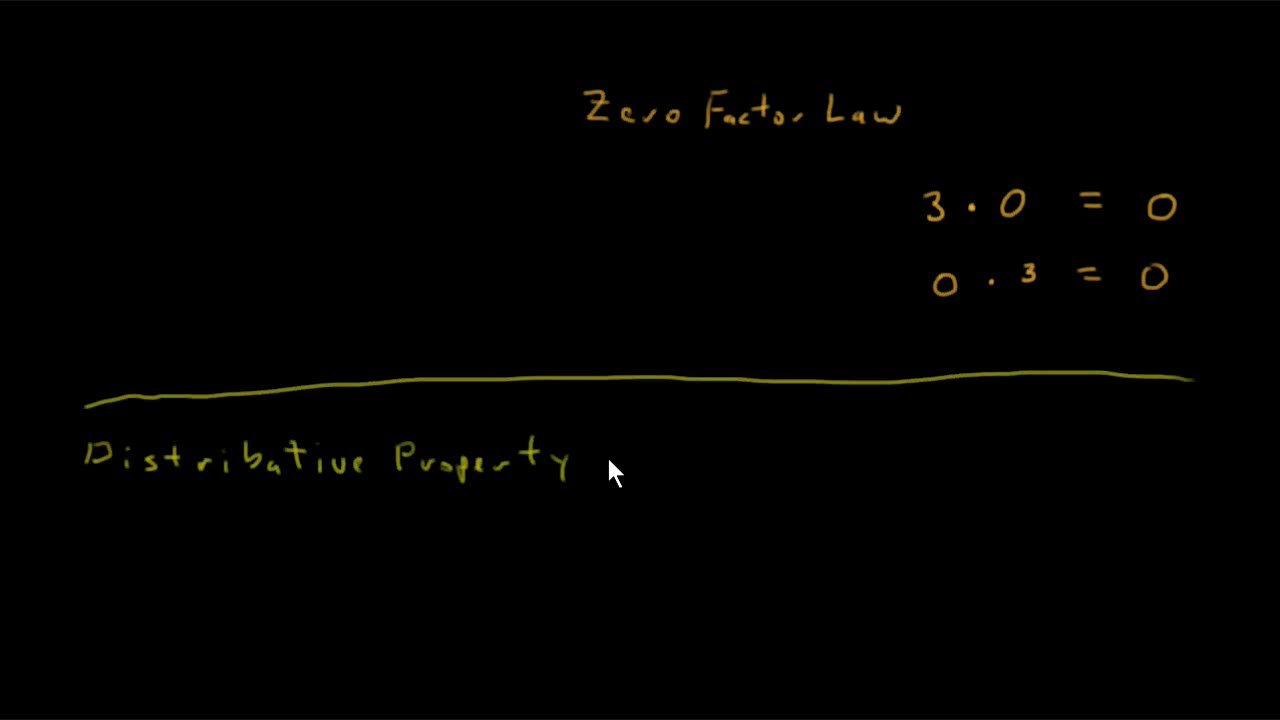 Zero Factor Law
3 · 0 = 0
0 · 3 = 0
Distributive Property